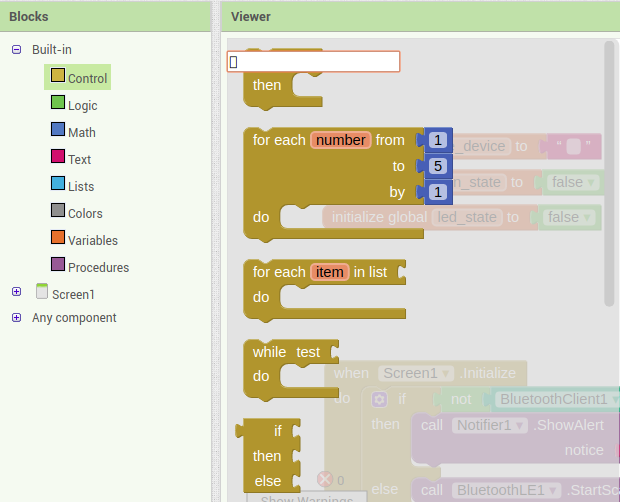 Blocks
Viewer
Built-in
Control
Logic
Math
Text
Lists
Colors
Variables
Procedures
Screen1
Any component
then
for each number from 1
to 5
by 1
do
for each item in list
do
while test
do
if
then
else
_device to " "
n_state to false
initialize global led_state to false
when Screen1 .Initialize
do if not BluetoothClient1
then call Notifier1 .ShowAlert
notice
else call BluetoothLE1 .StartSc
0
Show Warnings